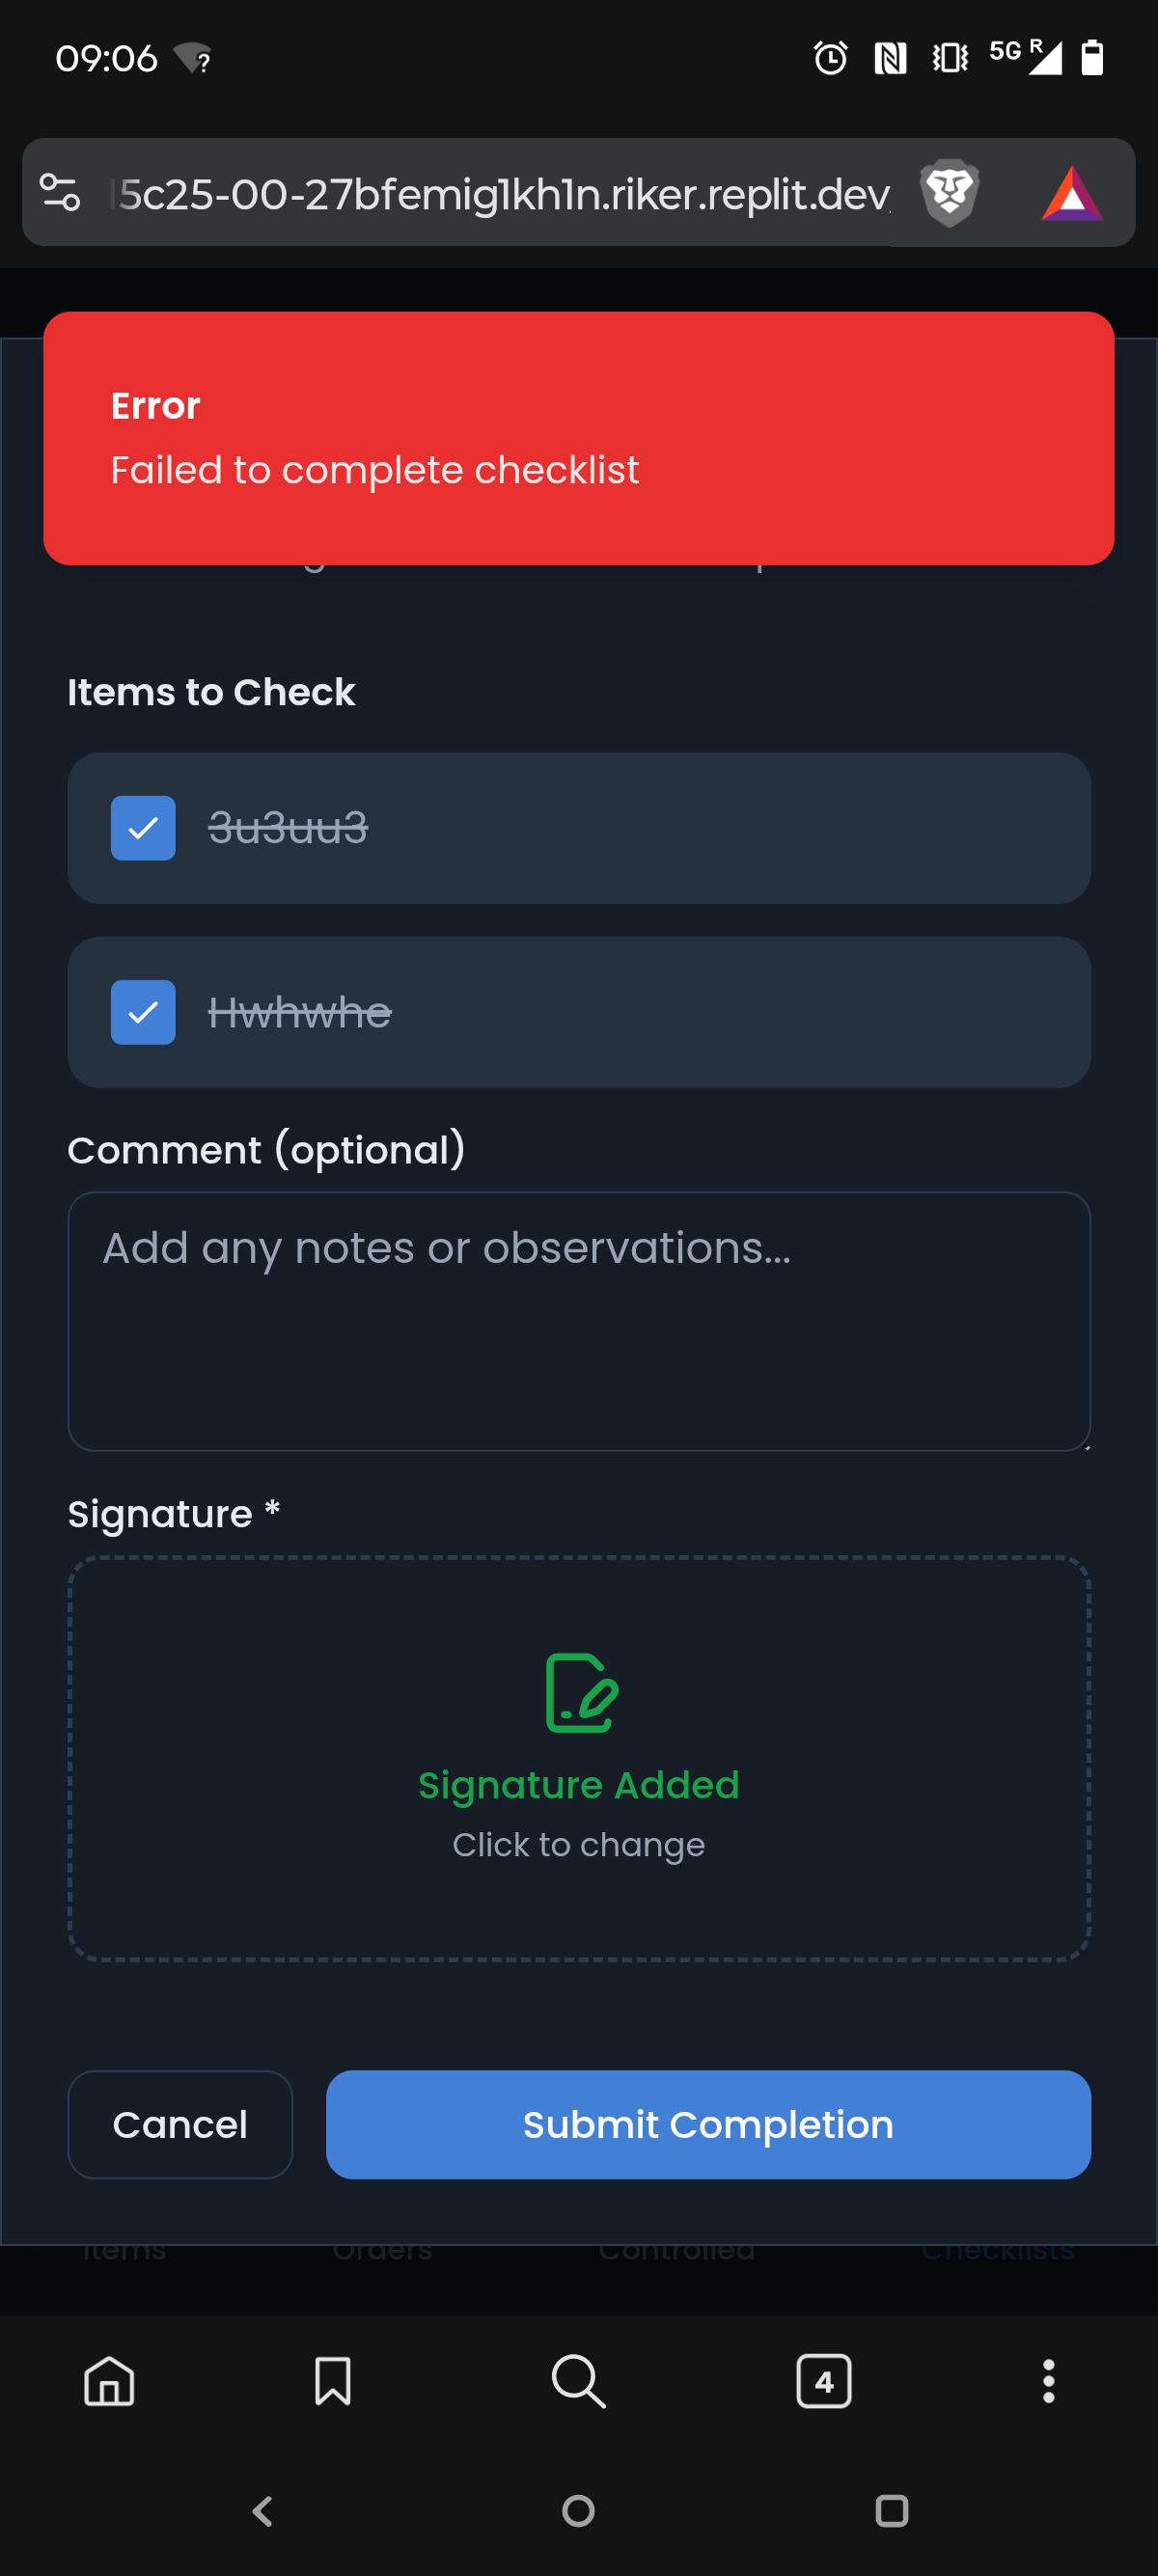 09:06
5G R
5c25-00-27bfemig1kh1n.riker.replit.dev
Error
Failed to complete checklist
Items to Check
3u3uu3
Hwhwhe
Comment (optional)
Add any notes or observations...
Signature *
Signature Added
Click to change
Cancel
Submit Completion
Items Orders Controlled Checklists
4